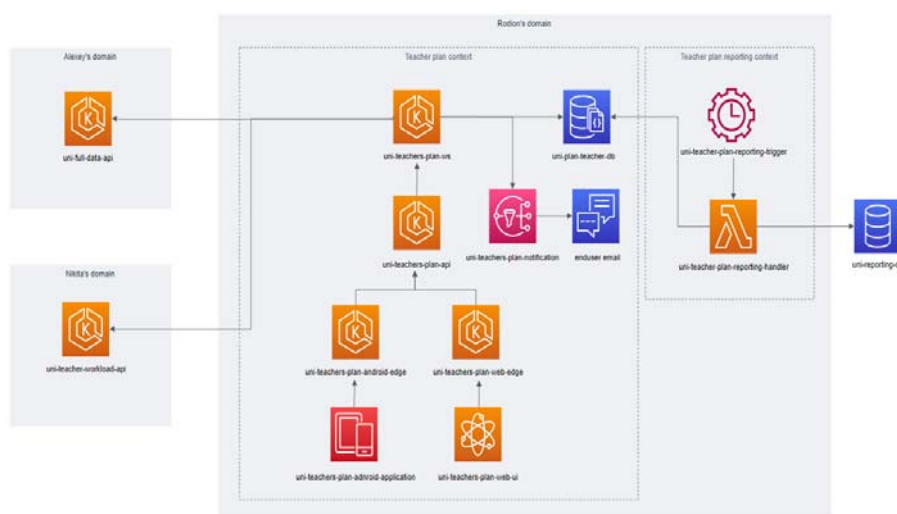 Rodion's domain
Alexey's domain
Teacher plan context
Teacher plan reporting context
uni-full-data-api
uni-teachers-plan-ws
uni-plan-teacher-db
uni-teacher-plan-reporting-trigger
uni-teachers-plan-api
uni-teachers-plan-notification
enduser email
uni-teacher-plan-reporting-handler
Nikita's domain
uni-teacher-workload-api
uni-teachers-plan-android-edge
uni-teachers-plan-web-edge
uni-teachers-plan-adnroid-application
uni-teachers-plan-web-ui